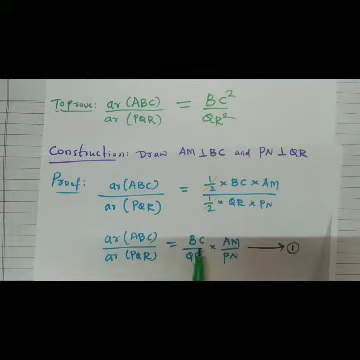 To prove: ar(ABC) / ar(PQR) = BC² / QR²
Construction: Draw AM ⊥ BC and PN ⊥ QR
Proof: ar(ABC) / ar(PQR) = 1/2 × BC × AM / 1/2 × QR × PN
ar(ABC) / ar(PQR) = BC / QR × AM / PN ⟶ ①